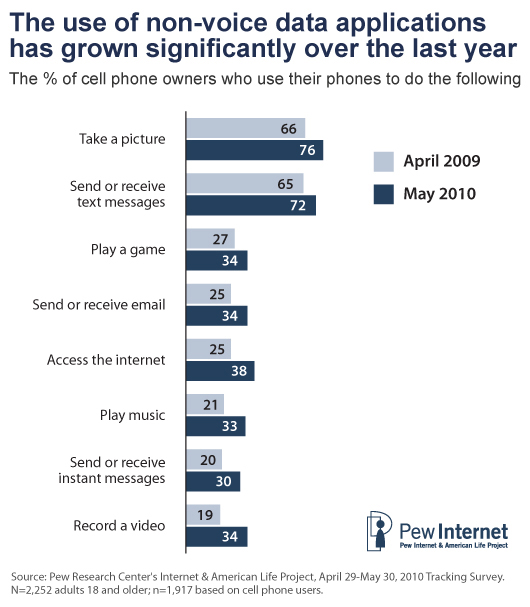 The use of non-voice data applications
has grown significantly over the last year
The % of cell phone owners who use their phones to do the following
Take a picture
66
76
April 2009
May 2010
Send or receive
text messages
65
72
Play a game
27
34
Send or receive email
25
34
Access the internet
25
38
Play music
21
33
Send or receive
instant messages
20
30
Record a video
19
34
Pew Internet
Pew Internet & American Life Project
Source: Pew Research Center's Internet & American Life Project, April 29-May 30, 2010 Tracking Survey.
N=2,252 adults 18 and older; n=1,917 based on cell phone users.